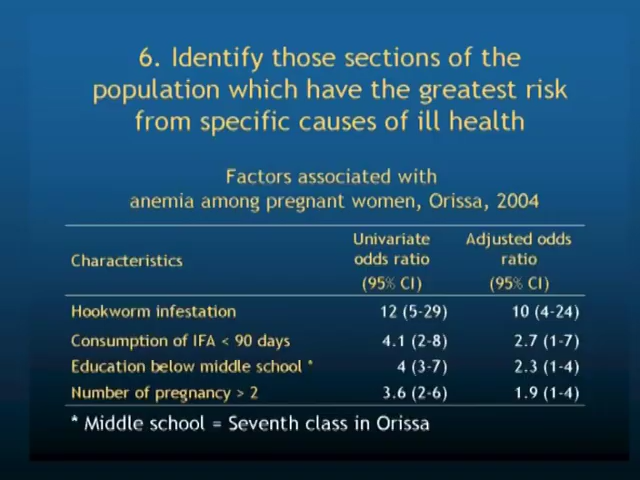 6. Identify those sections of the
population which have the greatest risk
from specific causes of ill health
Factors associated with
anemia among pregnant women, Orissa, 2004
Characteristics Univariate odds ratio (95% CI) Adjusted odds ratio (95% CI)
Hookworm infestation 12 (5-29) 10 (4-24)
Consumption of IFA < 90 days 4.1 (2-8) 2.7 (1-7)
Education below middle school * 4 (3-7) 2.3 (1-4)
Number of pregnancy > 2 3.6 (2-6) 1.9 (1-4)
* Middle school = Seventh class in Orissa